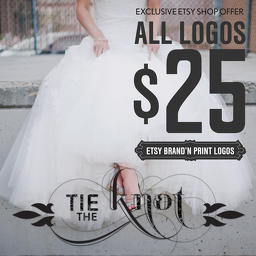 EXCLUSIVE ETSY SHOP OFFER
ALL LOGOS
$25
ETSY BRAND'N PRINT LOGOS
TIE
THE
knot